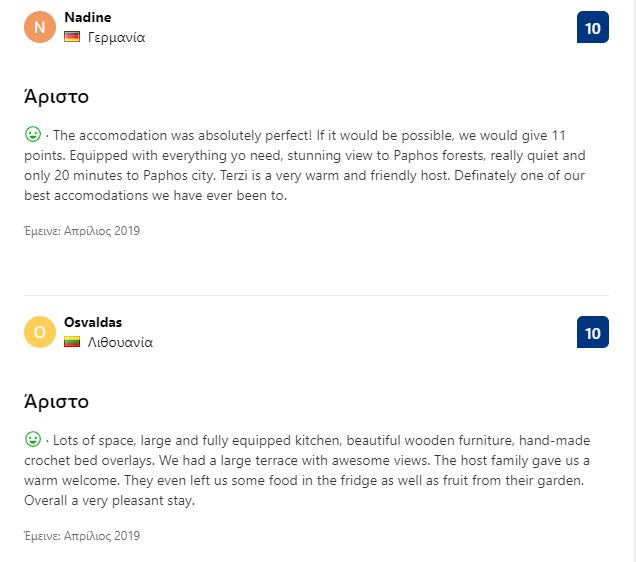 N
Nadine
Γερμανία
10
Άριστο
· The accomodation was absolutely perfect! If it would be possible, we would give 11
points. Equipped with everything yo need, stunning view to Paphos forests, really quiet and
only 20 minutes to Paphos city. Terzi is a very warm and friendly host. Definately one of our
best accomodations we have ever been to.
Έμεινε: Απρίλιος 2019
O
Osvaldas
Λιθουανία
10
Άριστο
· Lots of space, large and fully equipped kitchen, beautiful wooden furniture, hand-made
crochet bed overlays. We had a large terrace with awesome views. The host family gave us a
warm welcome. They even left us some food in the fridge as well as fruit from their garden.
Overall a very pleasant stay.
Έμεινε: Απρίλιος 2019